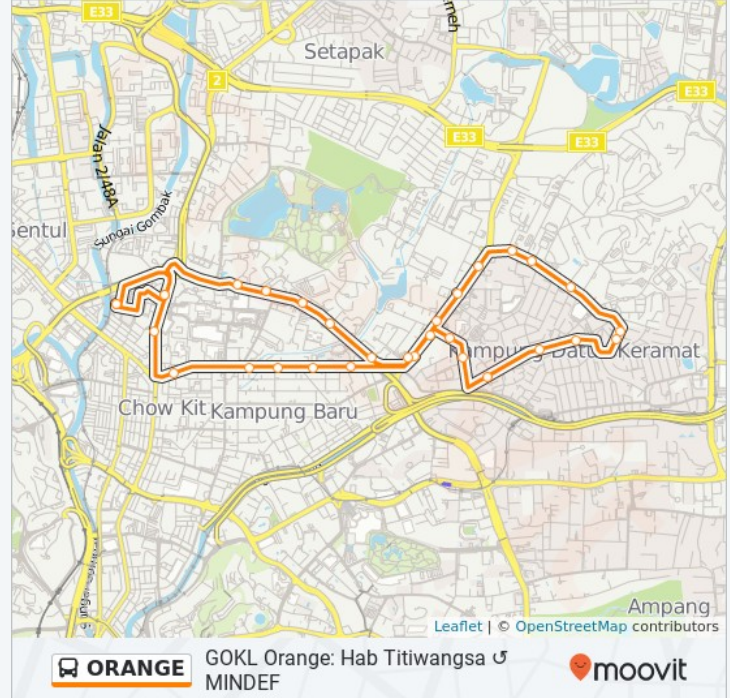 E33
meh
Setapak
2
E33
E33
E33
Jalan 2/48A
Sungai Gombak
Sentul
Kampung Datuk Keramat
Chow Kit
Kampung Baru
Ampang
Leaflet | © OpenStreetMap contributors
ORANGE
GOKL Orange: Hab Titiwangsa ↺
MINDEF
moovit